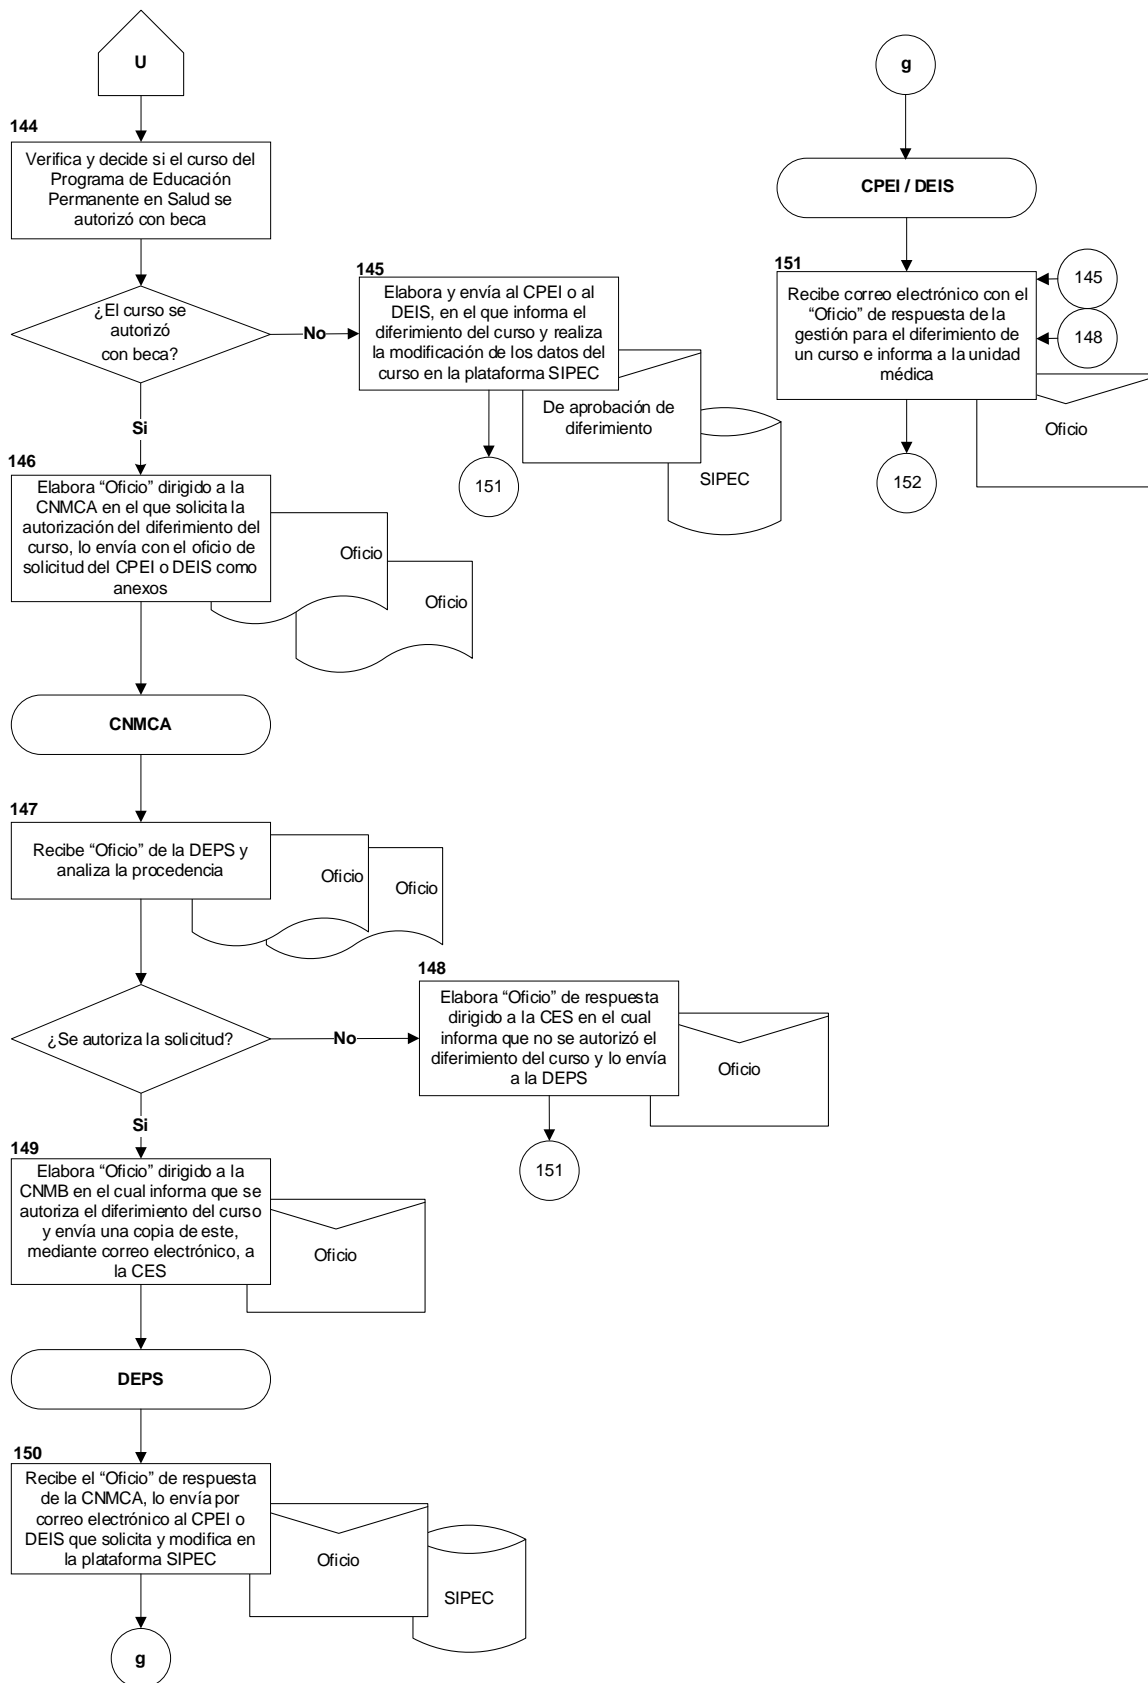 U
144
Verifica y decide si el curso del
Programa de Educación
Permanente en Salud se
autorizó con beca
¿El curso se
autorizó
con beca?
No
145
Elabora y envía al CPEI o al
DEIS, en el que informa el
diferimiento del curso y realiza
la modificación de los datos del
curso en la plataforma SIPEC
De aprobación de
diferimiento
SIPEC
151
Si
146
Elabora “Oficio” dirigido a la
CNMCA en el que solicita la
autorización del diferimiento del
curso, lo envía con el oficio de
solicitud del CPEI o DEIS como
anexos
Oficio
Oficio
CNMCA
147
Recibe “Oficio” de la DEPS y
analiza la procedencia
Oficio
Oficio
¿Se autoriza la solicitud?
No
148
Elabora “Oficio” de respuesta
dirigido a la CES en el cual
informa que no se autorizó el
diferimiento del curso y lo envía
a la DEPS
Oficio
151
Si
149
Elabora “Oficio” dirigido a la
CNMB en el cual informa que se
autoriza el diferimiento del curso
y envía una copia de este,
mediante correo electrónico, a
la CES
Oficio
DEPS
150
Recibe el “Oficio” de respuesta
de la CNMCA, lo envía por
correo electrónico al CPEI o
DEIS que solicita y modifica en
la plataforma SIPEC
Oficio
SIPEC
g
g
CPEI / DEIS
151
Recibe correo electrónico con el
“Oficio” de respuesta de la
gestión para el diferimiento de
un curso e informa a la unidad
médica
145
148
Oficio
152